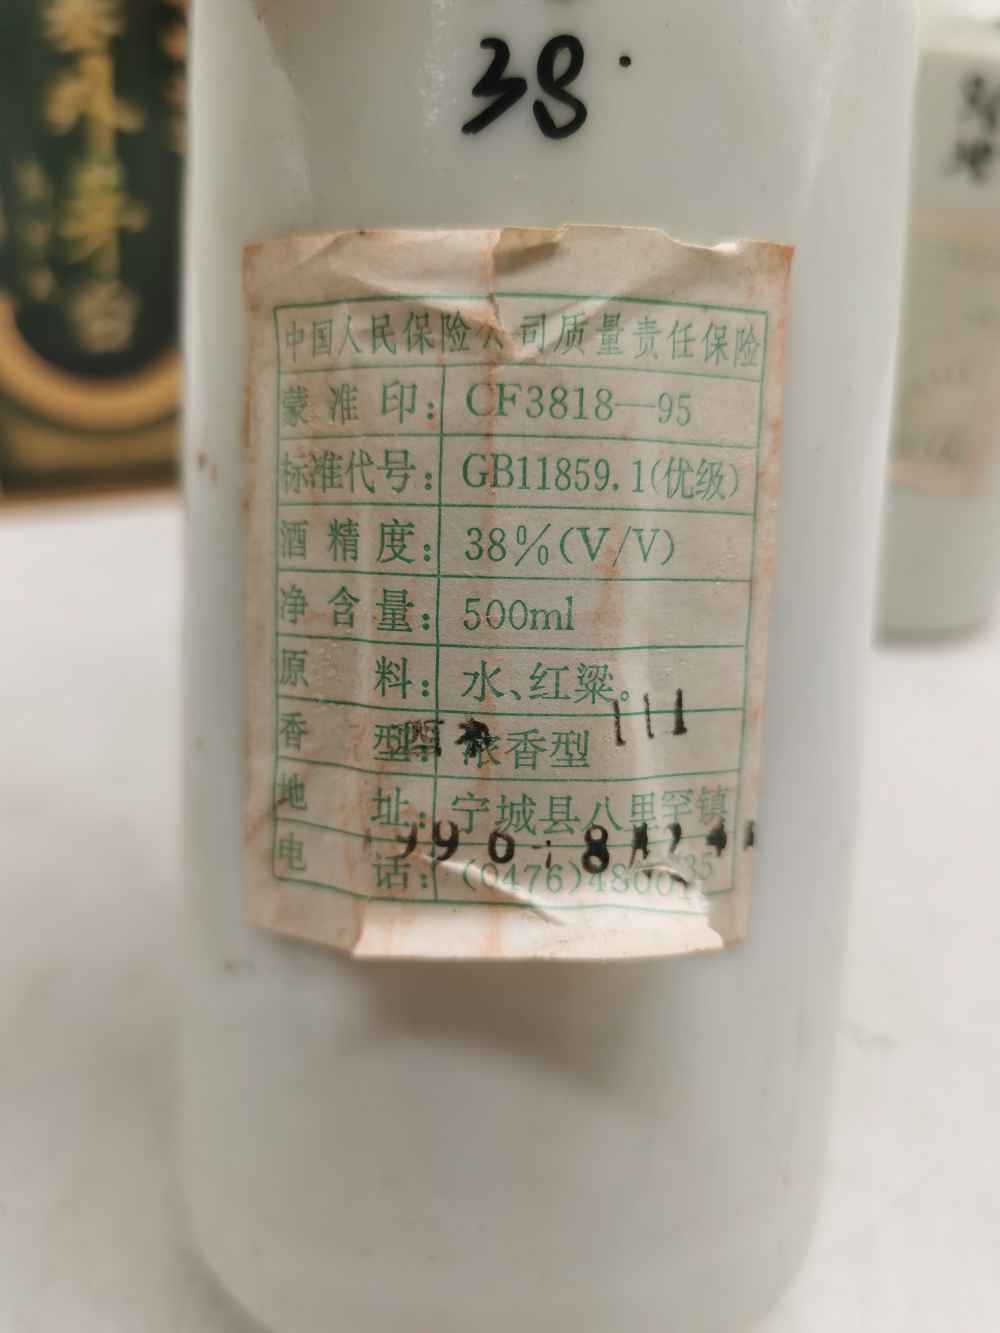 38.
中国人民保险公司质量责任保险
蒙准印：CF3818—95
标准代号：GB11859.1(优级)
酒精度：38%(V/V)
净含量：500ml
原料：水、红粱。
111
香型：浓香型
地址：宁城县八里罕镇
电话：(0476)4800